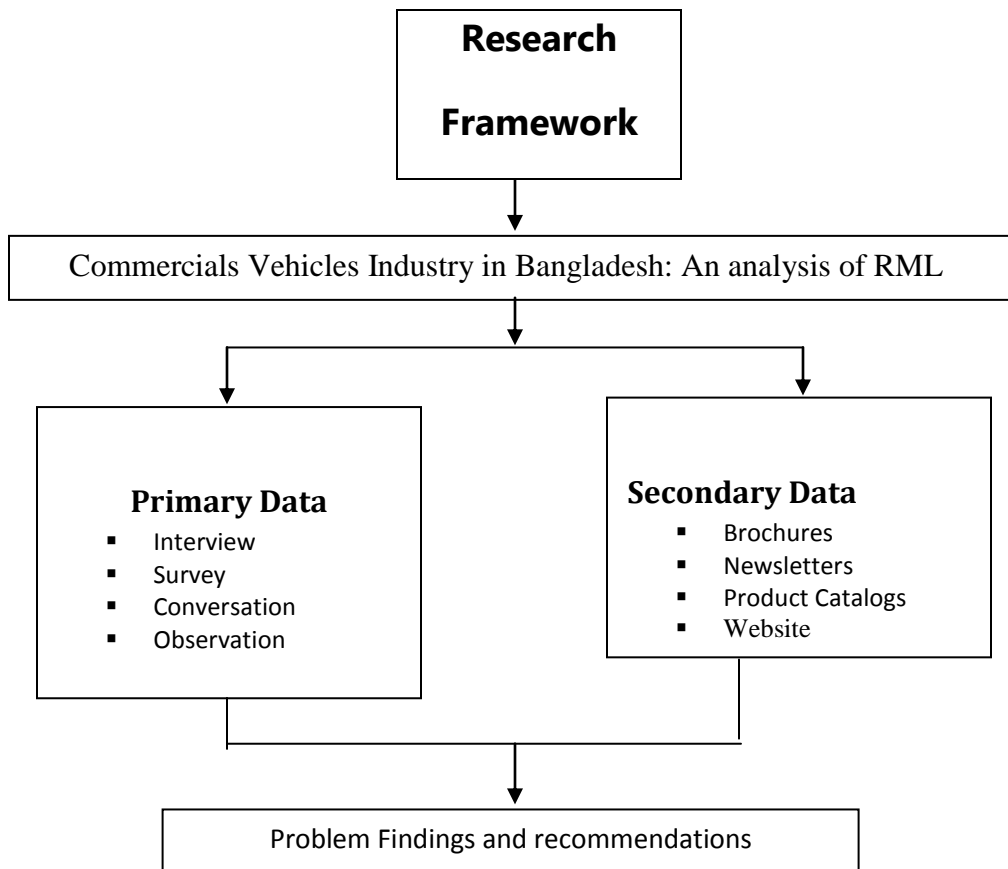 Research
Framework
Commercials Vehicles Industry in Bangladesh: An analysis of RML
Primary Data
▪ Interview
▪ Survey
▪ Conversation
▪ Observation
Secondary Data
▪ Brochures
▪ Newsletters
▪ Product Catalogs
▪ Website
Problem Findings and recommendations